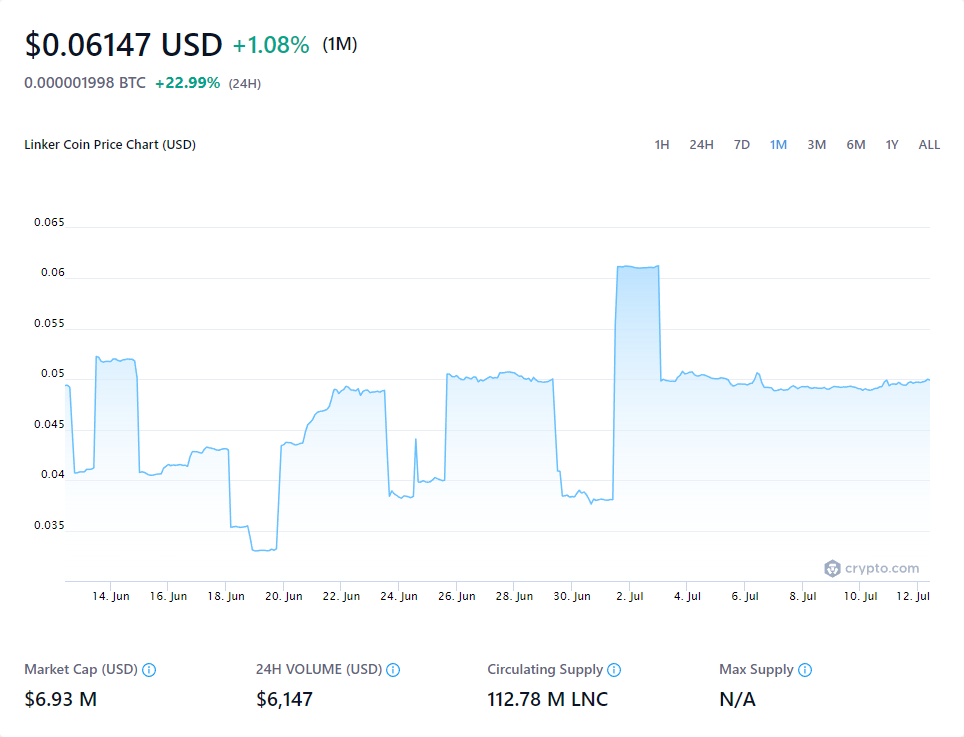 $0.06147 USD +1.08% (1M)
0.000001998 BTC +22.99% (24H)
Linker Coin Price Chart (USD) 1H 24H 7D 1M 3M 6M 1Y ALL
0.065
0.06
0.055
0.05
0.045
0.04
0.035
crypto.com
14. Jun 16. Jun 18. Jun 20. Jun 22. Jun 24. Jun 26. Jun 28. Jun 30. Jun 2. Jul 4. Jul 6. Jul 8. Jul 10. Jul 12. Jul
Market Cap (USD) 24H VOLUME (USD) Circulating Supply Max Supply
$6.93 M $6,147 112.78 M LNC N/A